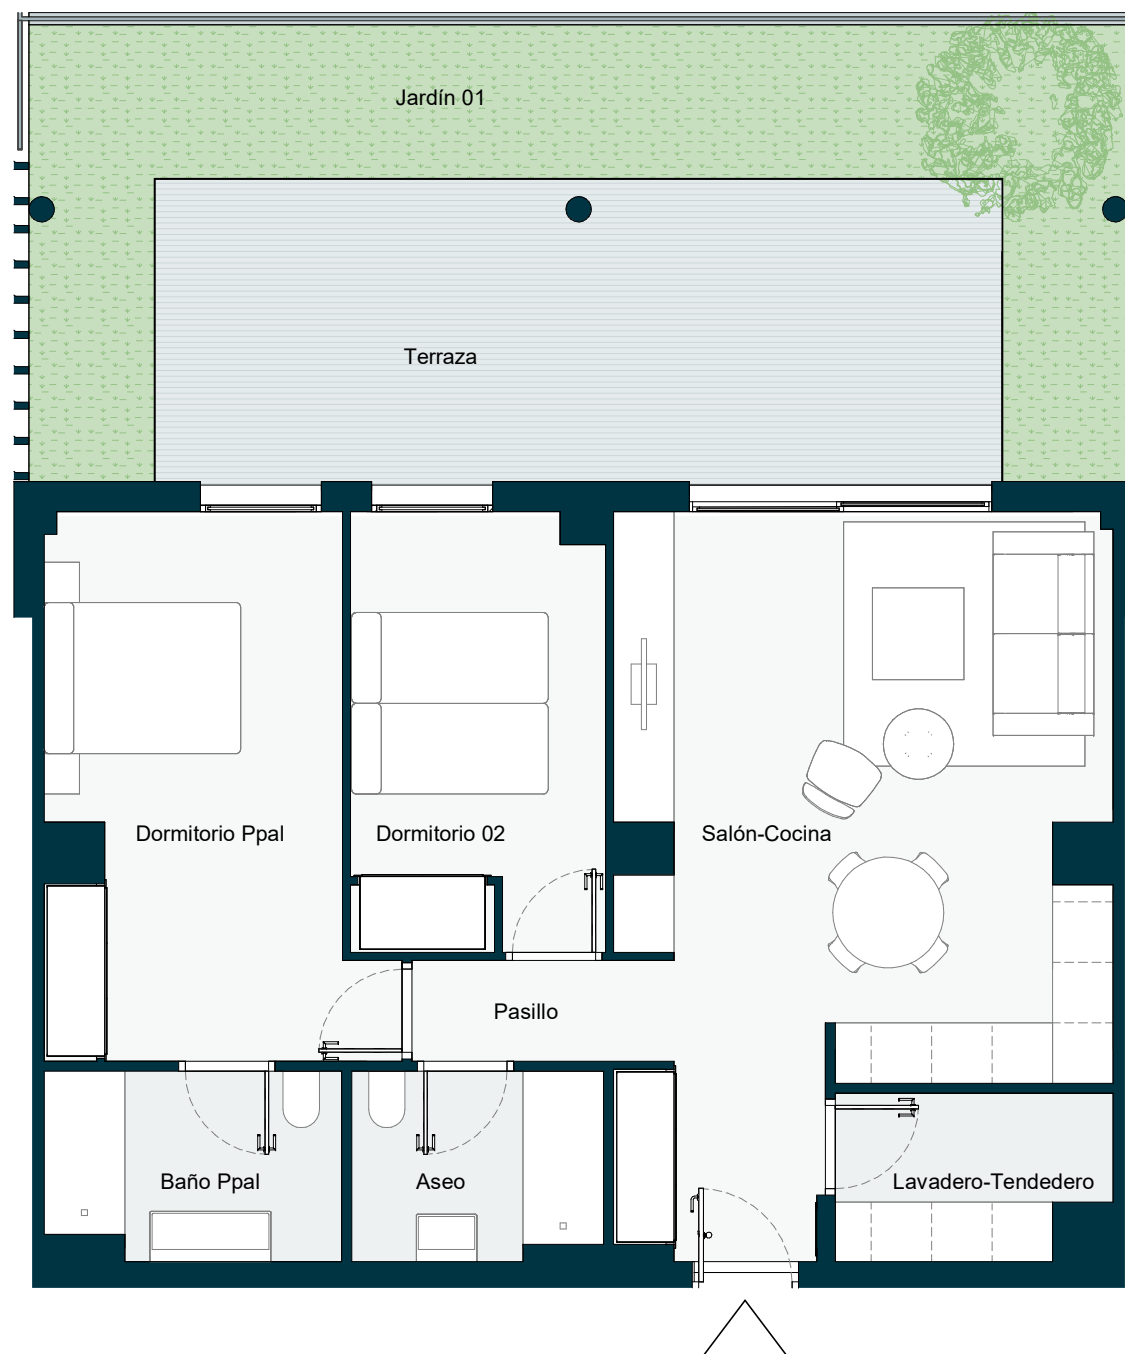 Jardín 01
Terraza
Dormitorio Ppal
Dormitorio 02
Salón-Cocina
Pasillo
Baño Ppal
Aseo
Lavadero-Tendedero